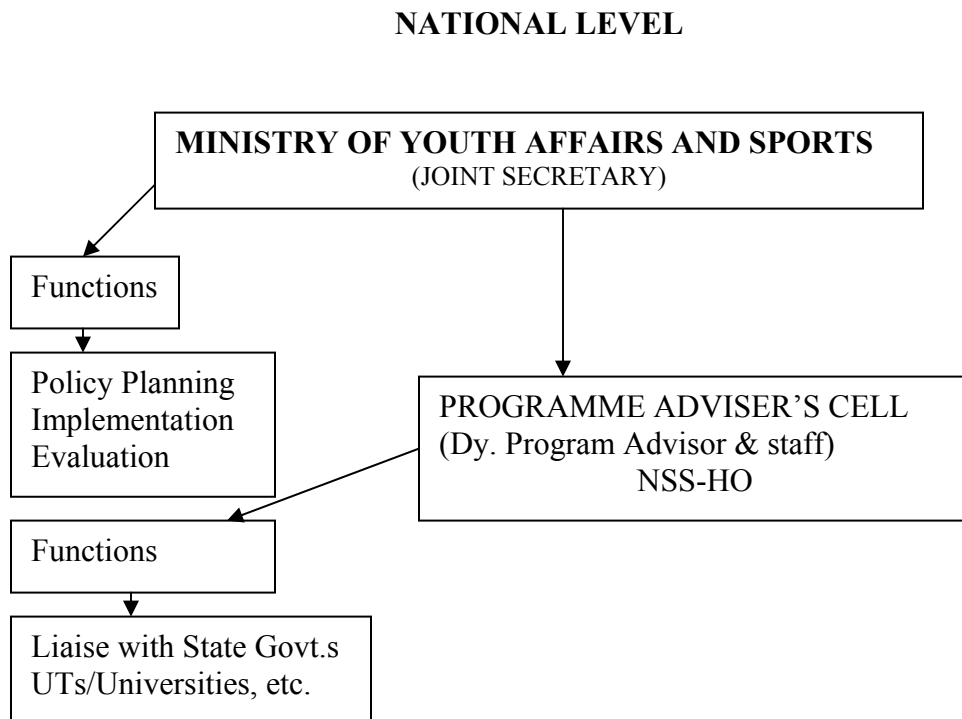 NATIONAL LEVEL
MINISTRY OF YOUTH AFFAIRS AND SPORTS
(JOINT SECRETARY)
Functions
Policy Planning
Implementation
Evaluation
PROGRAMME ADVISER’S CELL
(Dy. Program Advisor & staff)
NSS-HO
Functions
Liaise with State Govt.s
UTs/Universities, etc.